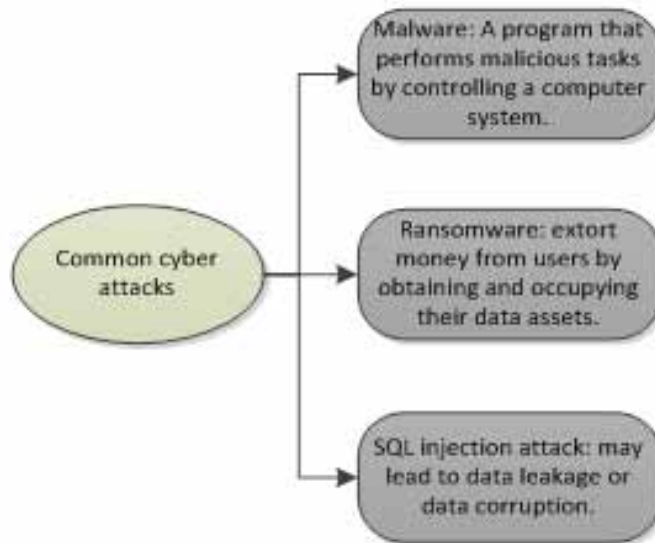 Malware: A program that
performs malicious tasks
by controlling a computer
system.
Common cyber
attacks
Ransomware: extort
money from users by
obtaining and occupying
their data assets.
SQL injection attack: may
lead to data leakage or
data corruption.